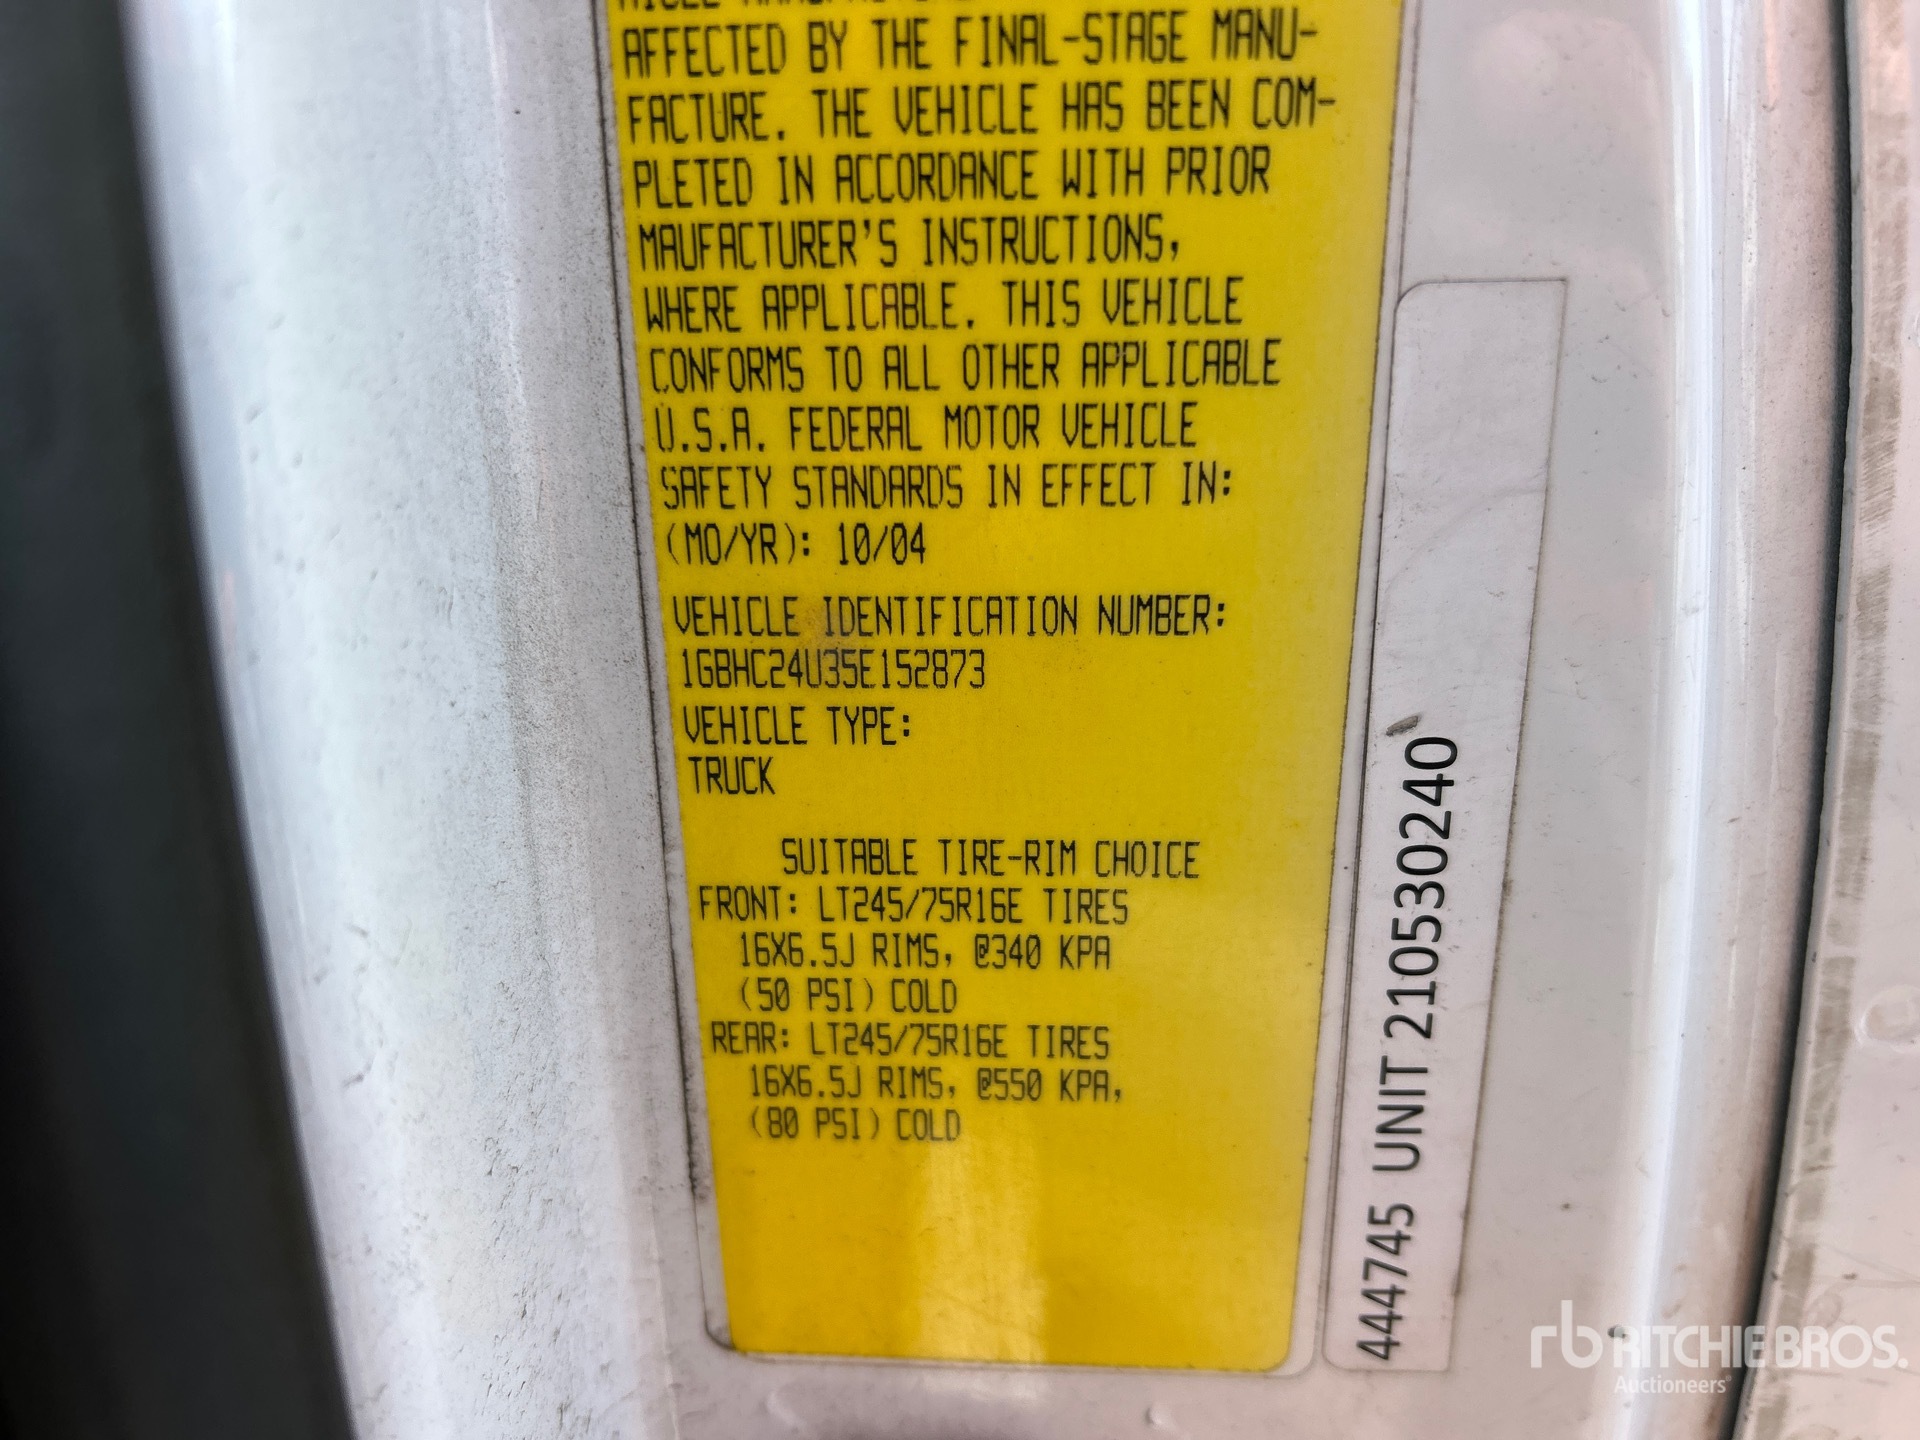 AFFECTED BY THE FINAL-STAGE MANU-
FACTURE. THE VEHICLE HAS BEEN COM-
PLETED IN ACCORDANCE WITH PRIOR
MAUFACTURER'S INSTRUCTIONS,
WHERE APPLICABLE. THIS VEHICLE
CONFORMS TO ALL OTHER APPLICABLE
U.S.A. FEDERAL MOTOR VEHICLE
SAFETY STANDARDS IN EFFECT IN:
(MO/YR): 10/04
VEHICLE IDENTIFICATION NUMBER:
1GBHC24U35E152873
VEHICLE TYPE:
TRUCK
SUITABLE TIRE-RIM CHOICE
FRONT: LT245/75R16E TIRES
16X6.5J RIMS, @340 KPA
(50 PSI) COLD
REAR: LT245/75R16E TIRES
16X6.5J RIMS, @550 KPA,
(80 PSI) COLD
444745 UNIT 210530240
rb RITCHIE BROS.
Auctioneers